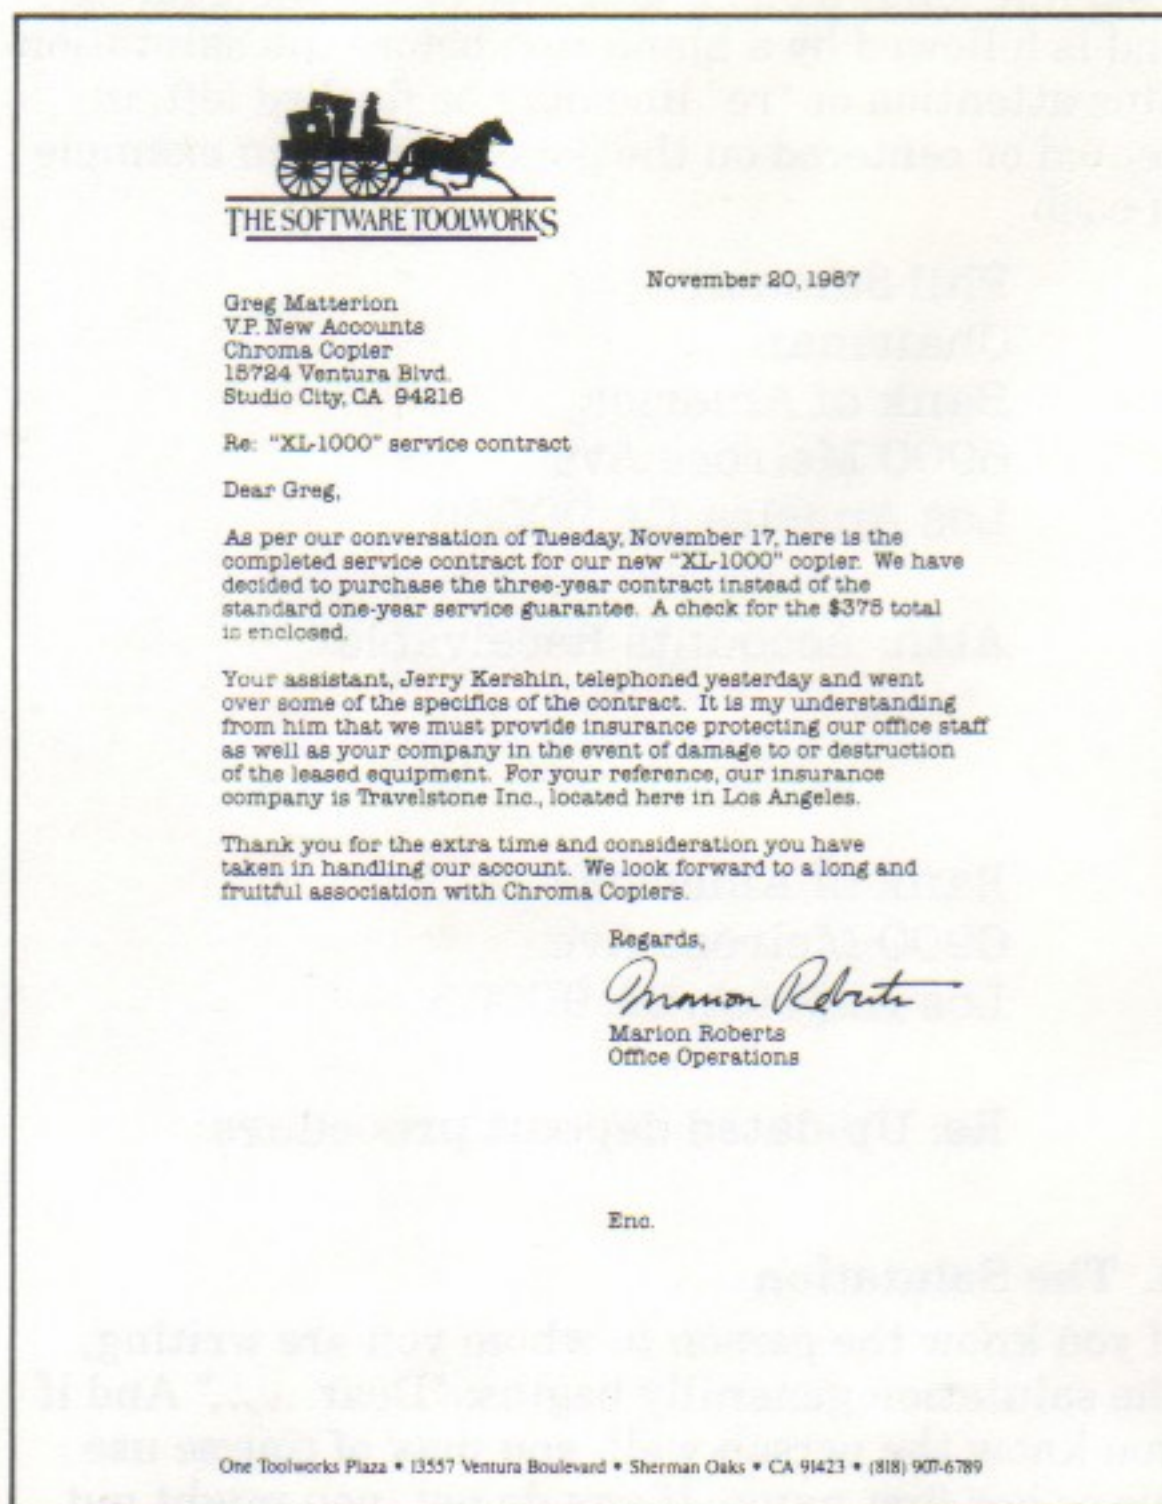 THE SOFTWARE TOOLWORKS
November 20, 1987
Greg Matterion
V.P. New Accounts
Chroma Copier
15724 Ventura Blvd.
Studio City, CA 94216
Re: “XL-1000” service contract
Dear Greg,
As per our conversation of Tuesday, November 17, here is the
completed service contract for our new “XL-1000” copier. We have
decided to purchase the three-year contract instead of the
standard one-year service guarantee. A check for the $375 total
is enclosed.
Your assistant, Jerry Kershin, telephoned yesterday and went
over some of the specifics of the contract. It is my understanding
from him that we must provide insurance protecting our office staff
as well as your company in the event of damage to or destruction
of the leased equipment. For your reference, our insurance
company is Travelstone Inc., located here in Los Angeles.
Thank you for the extra time and consideration you have
taken in handling our account. We look forward to a long and
fruitful association with Chroma Copiers.
Regards,
Marion Roberts
Marion Roberts
Office Operations
Enc.
One Toolworks Plaza • 13557 Ventura Boulevard • Sherman Oaks • CA 91423 • (818) 907-6789